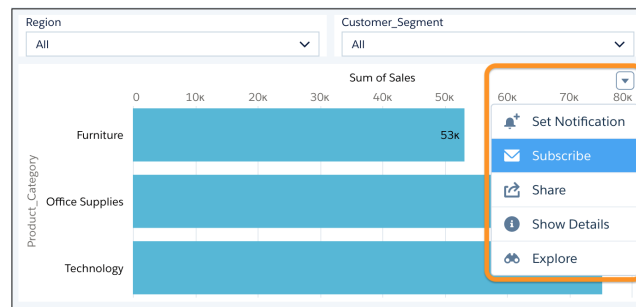 Region
Customer_Segment
All
All
Sum of Sales
0 10K 20K 30K 40K 50K 60K 70K 80K
Furniture
53K
Office Supplies
Technology
Product_Category
Set Notification
Subscribe
Share
Show Details
Explore